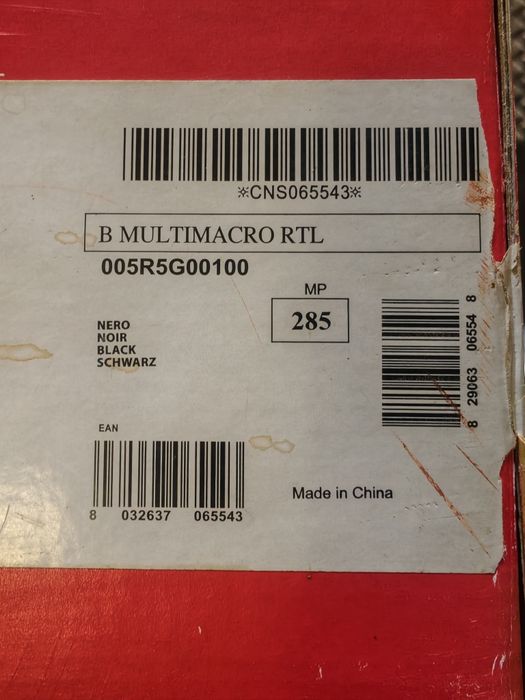 ※CNS065543※
B MULTIMACRO RTL
005R5G00100
MP
285
NERO
NOIR
BLACK
SCHWARZ
8 29063 06554 8
EAN
8 032637 065543
Made in China